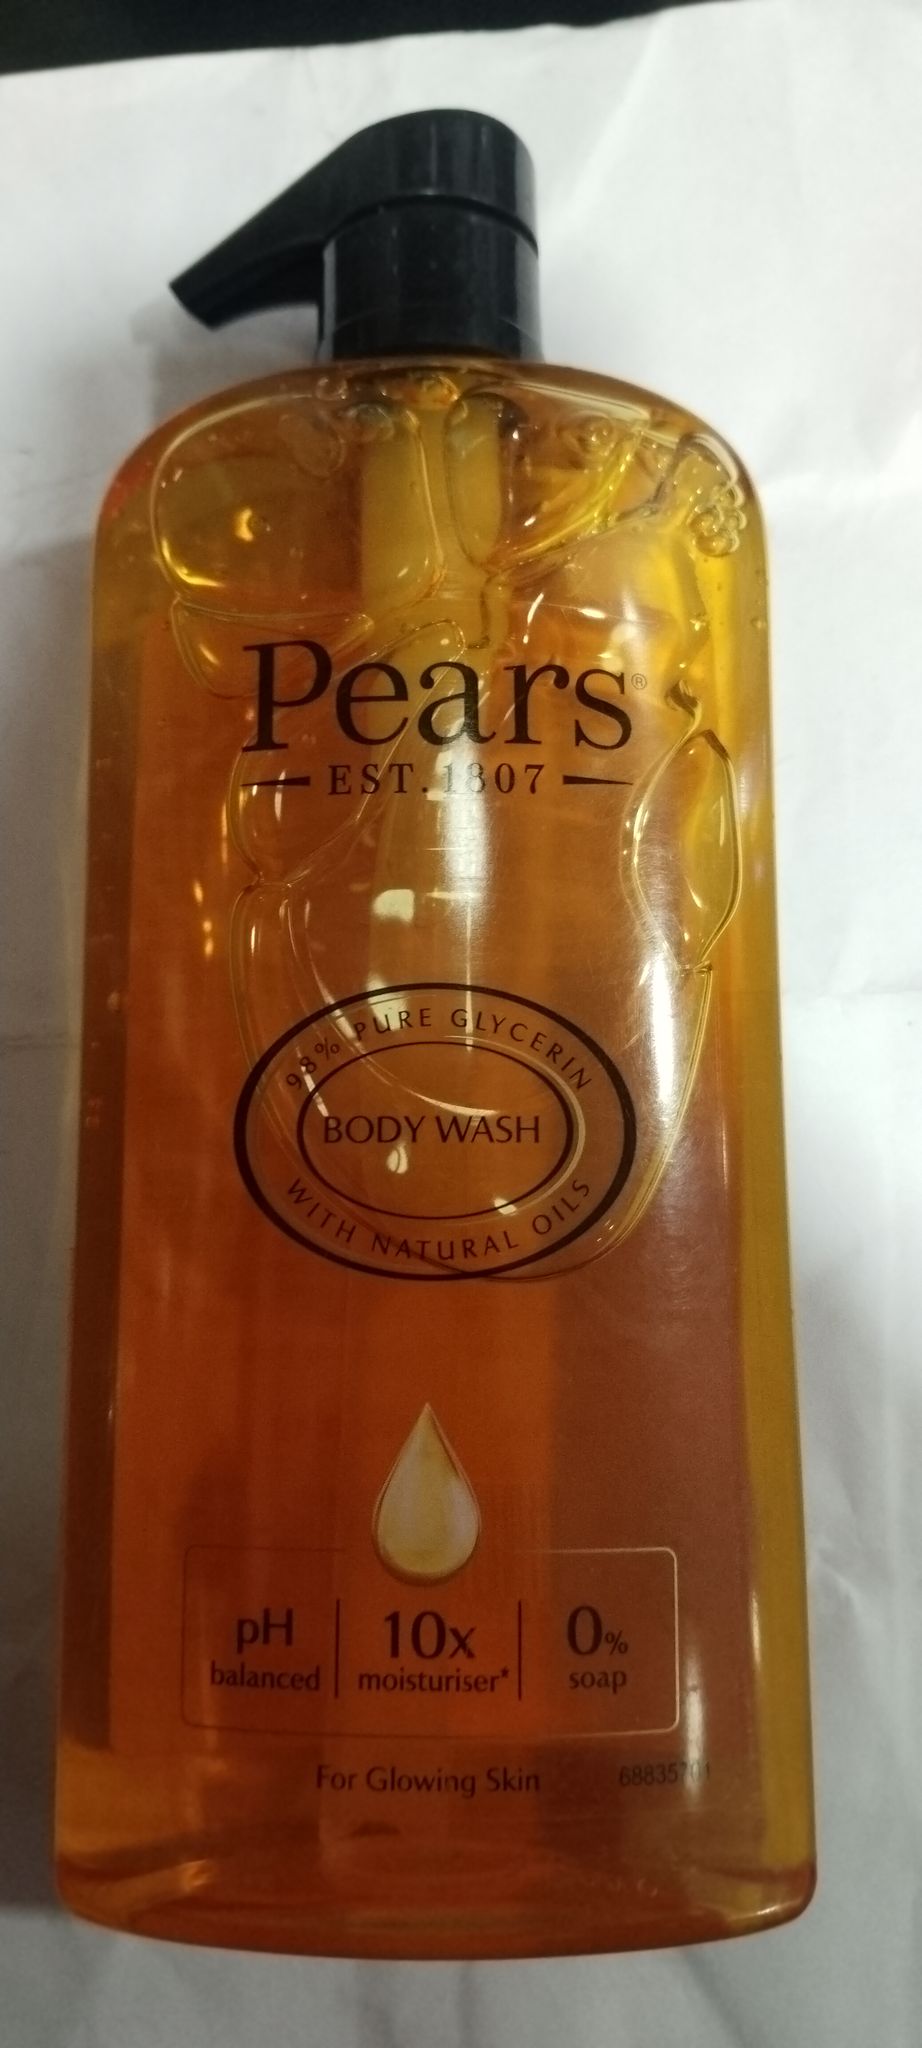 Pears®
EST. 1807
98% PURE GLYCERIN
BODY WASH
WITH NATURAL OILS
pH
balanced
10x
moisturiser*
0%
soap
For Glowing Skin
68835701